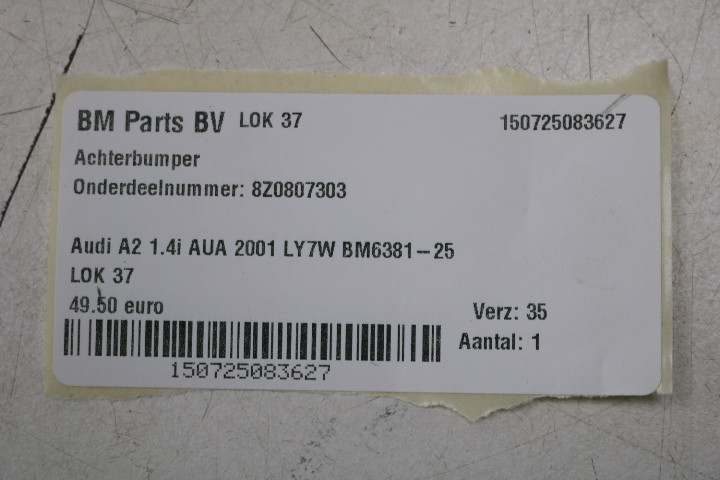 BM Parts BV LOK 37 150725083627
Achterbumper
Onderdeelnummer: 8Z0807303
Audi A2 1.4i AUA 2001 LY7W BM6381-25
LOK 37
49.50 euro Verz: 35
Aantal: 1
150725083627